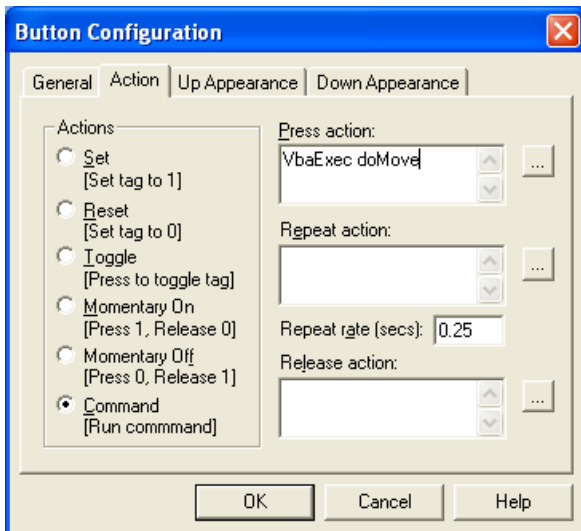 Button Configuration
General Action Up Appearance Down Appearance
Actions
Set
[Set tag to 1]
Reset
[Set tag to 0]
Toggle
[Press to toggle tag]
Momentary On
[Press 1, Release 0]
Momentary Off
[Press 0, Release 1]
Command
[Run commmand]
Press action:
VbaExec doMove
...
Repeat action:
...
Repeat rate (secs): 0.25
Release action:
...
OK Cancel Help